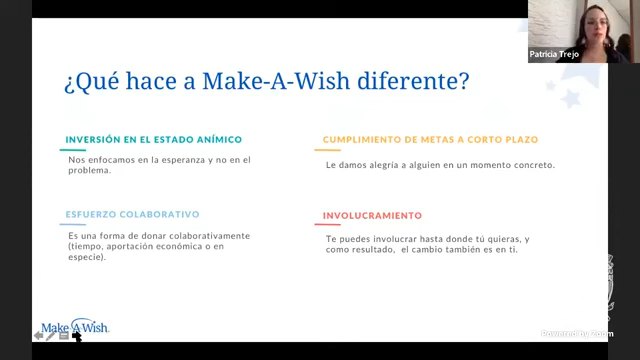 Patricia Trejo
¿Qué hace a Make-A-Wish diferente?
INVERSIÓN EN EL ESTADO ANÍMICO
Nos enfocamos en la esperanza y no en el
problema.
CUMPLIMIENTO DE METAS A CORTO PLAZO
Le damos alegría a alguien en un momento concreto.
ESFUERZO COLABORATIVO
Es una forma de donar colaborativamente
(tiempo, aportación económica o en
especie).
INVOLUCRAMIENTO
Te puedes involucrar hasta donde tú quieras, y
como resultado,  el cambio también es en ti.
Make-A-Wish.
Powered by Zoom